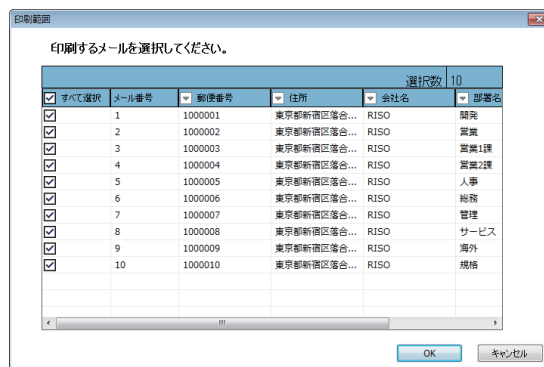 印刷範囲
印刷するメールを選択してください。
選択数 10
すべて選択 メール番号 郵便番号 住所 会社名 部署名
1 1000001 東京都新宿区落合... RISO 開発
2 1000002 東京都新宿区落合... RISO 営業
3 1000003 東京都新宿区落合... RISO 営業1課
4 1000004 東京都新宿区落合... RISO 営業2課
5 1000005 東京都新宿区落合... RISO 人事
6 1000006 東京都新宿区落合... RISO 総務
7 1000007 東京都新宿区落合... RISO 管理
8 1000008 東京都新宿区落合... RISO サービス
9 1000009 東京都新宿区落合... RISO 海外
10 1000010 東京都新宿区落合... RISO 規格
OK キャンセル